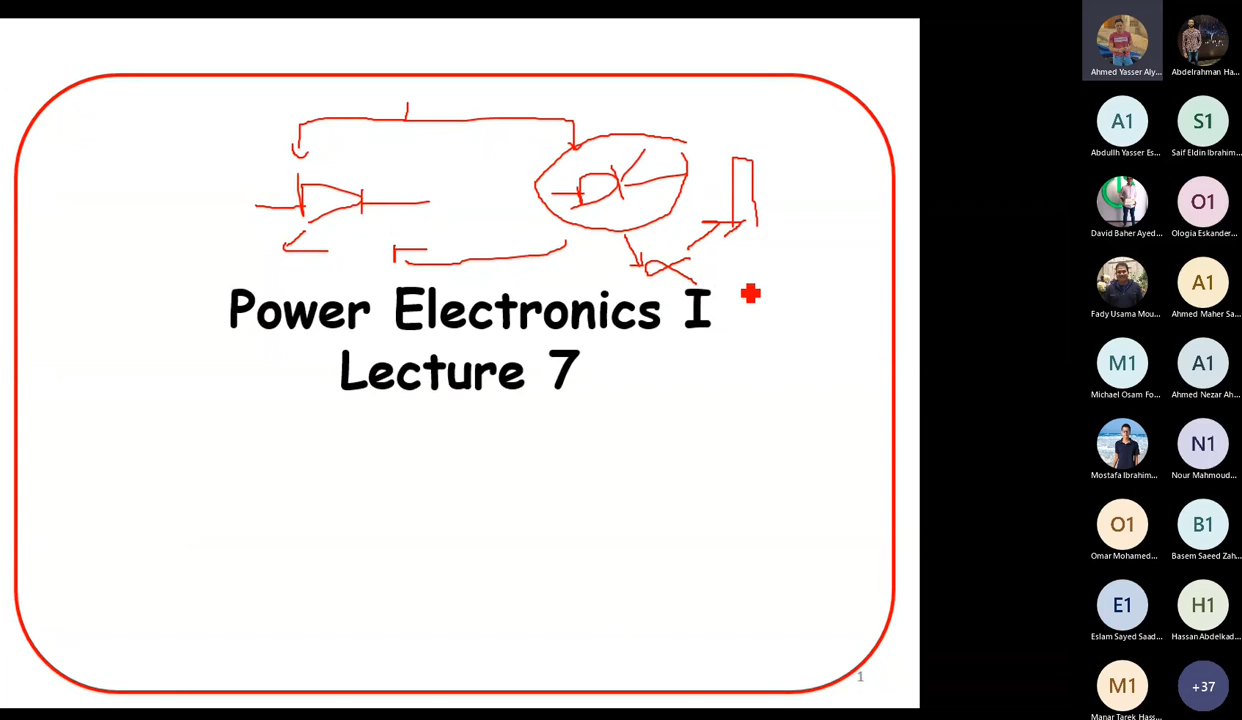 Ahmed Yasser Aly...
Abdelrahman Ha...
A1
S1
Abdullh Yasser Es...
Saif Eldin Ibrahim...
O1
David Baher Ayed...
Ologia Eskander...
A1
Fady Usama Mou...
Ahmed Maher Sa...
Power Electronics I
Lecture 7
M1
A1
Michael Osam Fo...
Ahmed Nezar Ah...
N1
Mostafa Ibrahim...
Nour Mahmoud...
O1
B1
Omar Mohamed...
Basem Saeed Zah...
E1
H1
Eslam Sayed Saad...
Hassan Abdelkad...
M1
+37
Manar Tarek Hass...
1